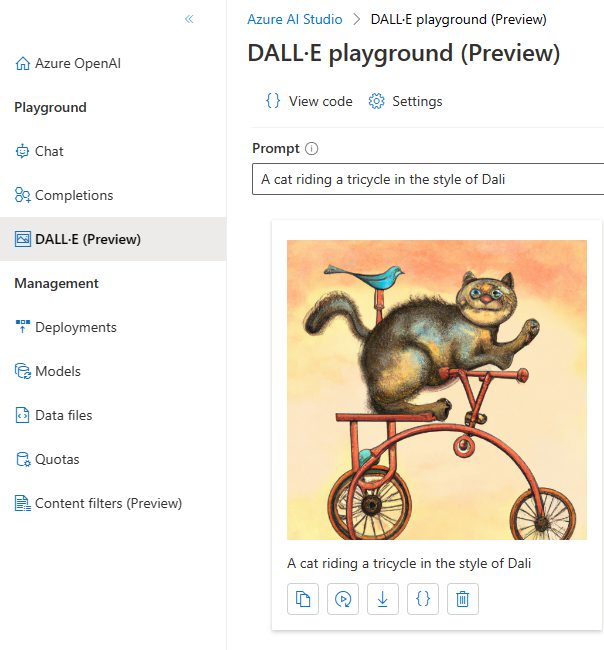 Azure AI Studio > DALL·E playground (Preview)
DALL·E playground (Preview)
Azure OpenAI
Playground
Chat
Completions
DALL·E (Preview)
Management
Deployments
Models
Data files
Quotas
Content filters (Preview)
{} View code Settings
Prompt
A cat riding a tricycle in the style of Dali
A cat riding a tricycle in the style of Dali